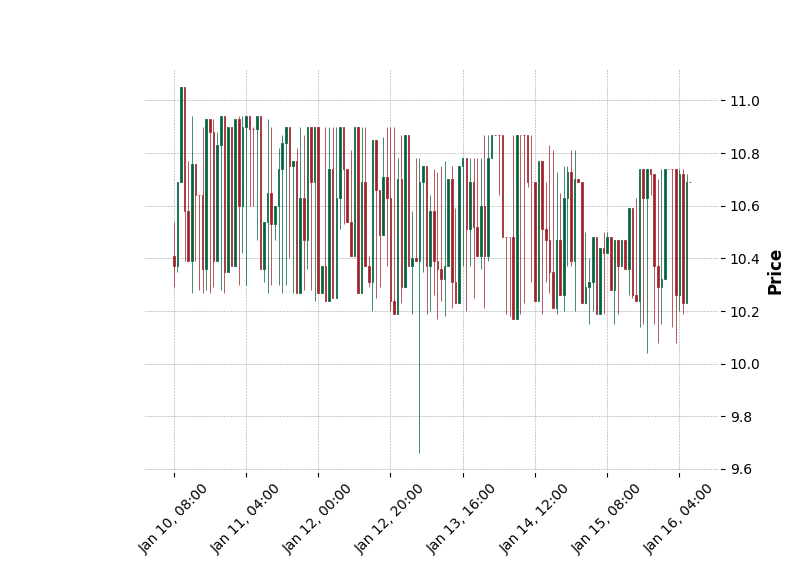 11.0
10.8
10.6
10.4
10.2
10.0
9.8
9.6
Price
Jan 10, 08:00
Jan 11, 04:00
Jan 12, 00:00
Jan 12, 20:00
Jan 13, 16:00
Jan 14, 12:00
Jan 15, 08:00
Jan 16, 04:00